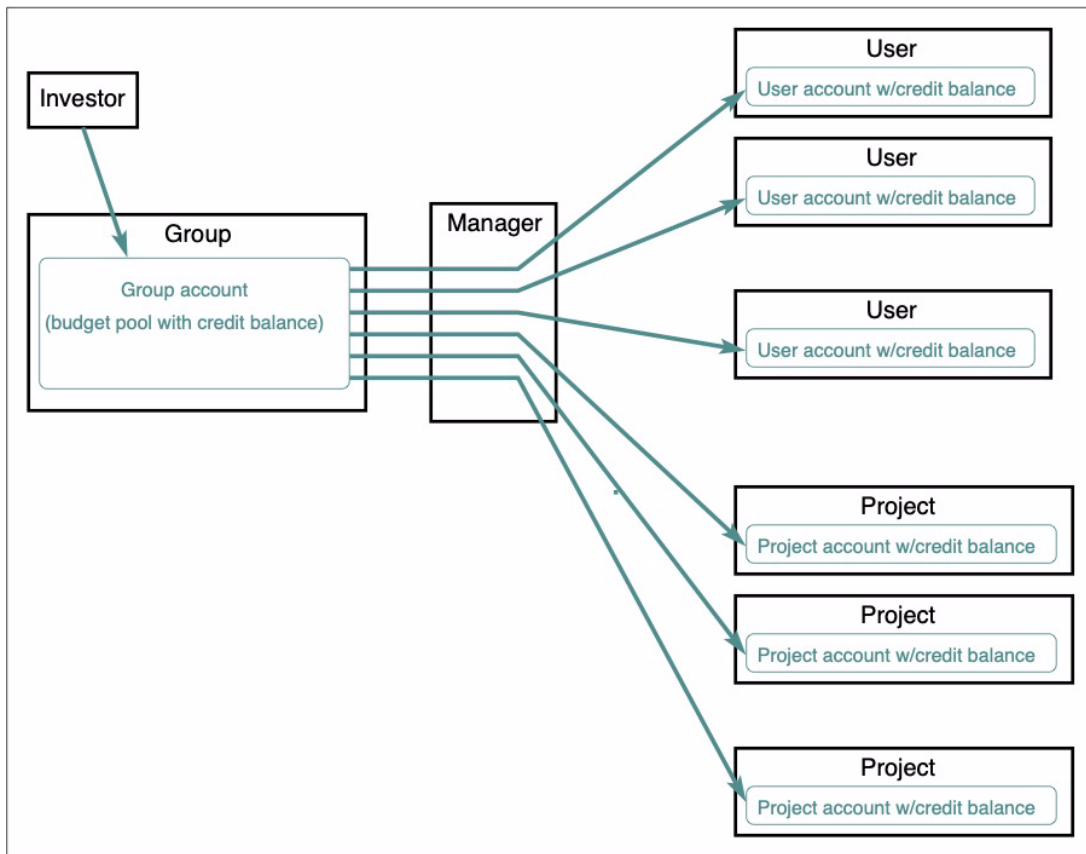 Investor
Group
Group account
(budget pool with credit balance)
Manager
User
User account w/credit balance
User
User account w/credit balance
User
User account w/credit balance
Project
Project account w/credit balance
Project
Project account w/credit balance
Project
Project account w/credit balance